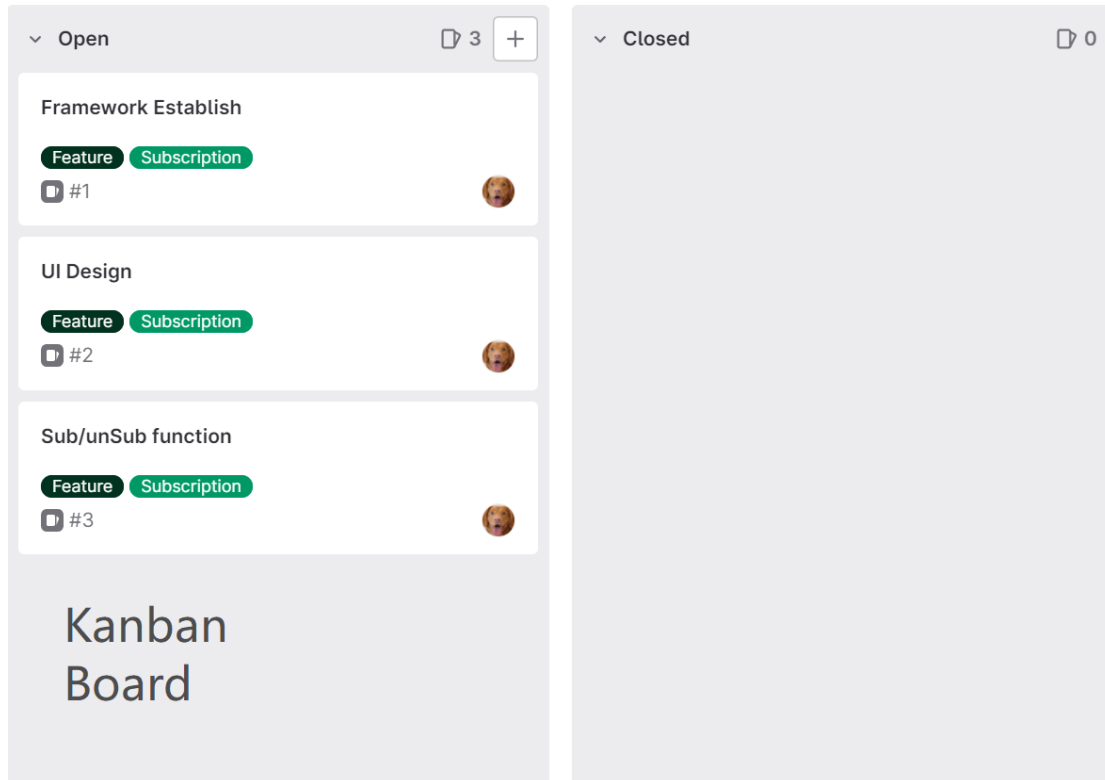 Open 3
Framework Establish
Feature Subscription
#1
UI Design
Feature Subscription
#2
Sub/unSub function
Feature Subscription
#3
Kanban
Board
Closed 0